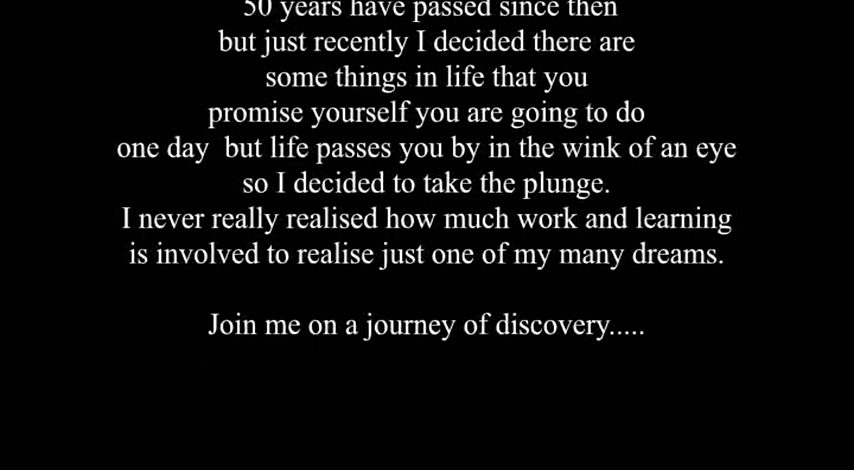 50 years have passed since then
but just recently I decided there are
some things in life that you
promise yourself you are going to do
one day  but life passes you by in the wink of an eye
so I decided to take the plunge.
I never really realised how much work and learning
is involved to realise just one of my many dreams.
Join me on a journey of discovery.....